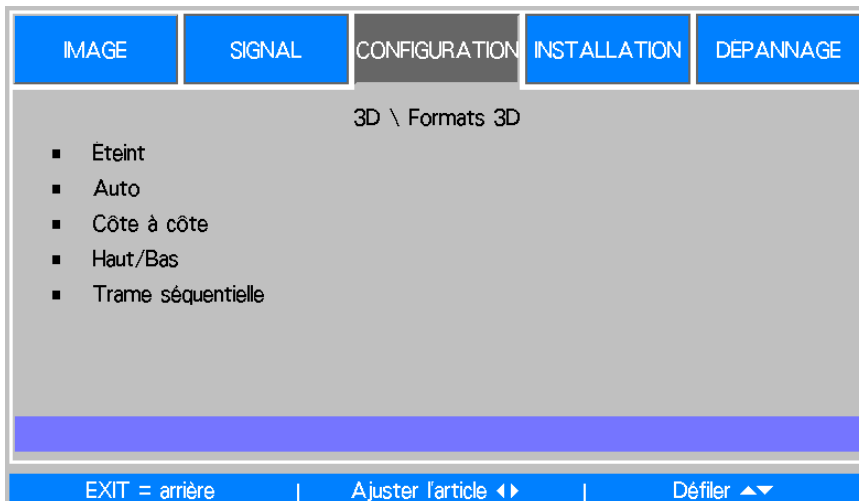 IMAGE SIGNAL CONFIGURATION INSTALLATION DÉPANNAGE
3D \ Formats 3D
▪ Éteint
▪ Auto
▪ Côte à côte
▪ Haut/Bas
▪ Trame séquentielle
EXIT = arrière | Ajuster l'article ◂▸ | Défiler ▴▾